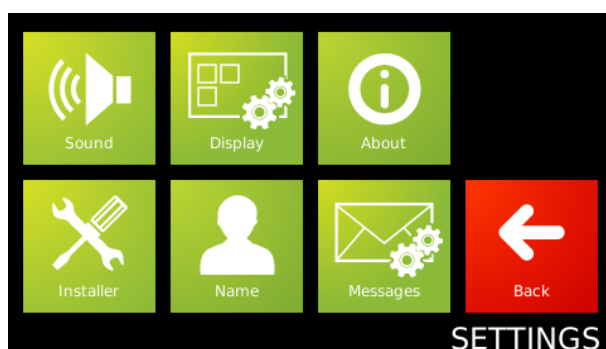 Sound
Display
About
Installer
Name
Messages
Back
SETTINGS